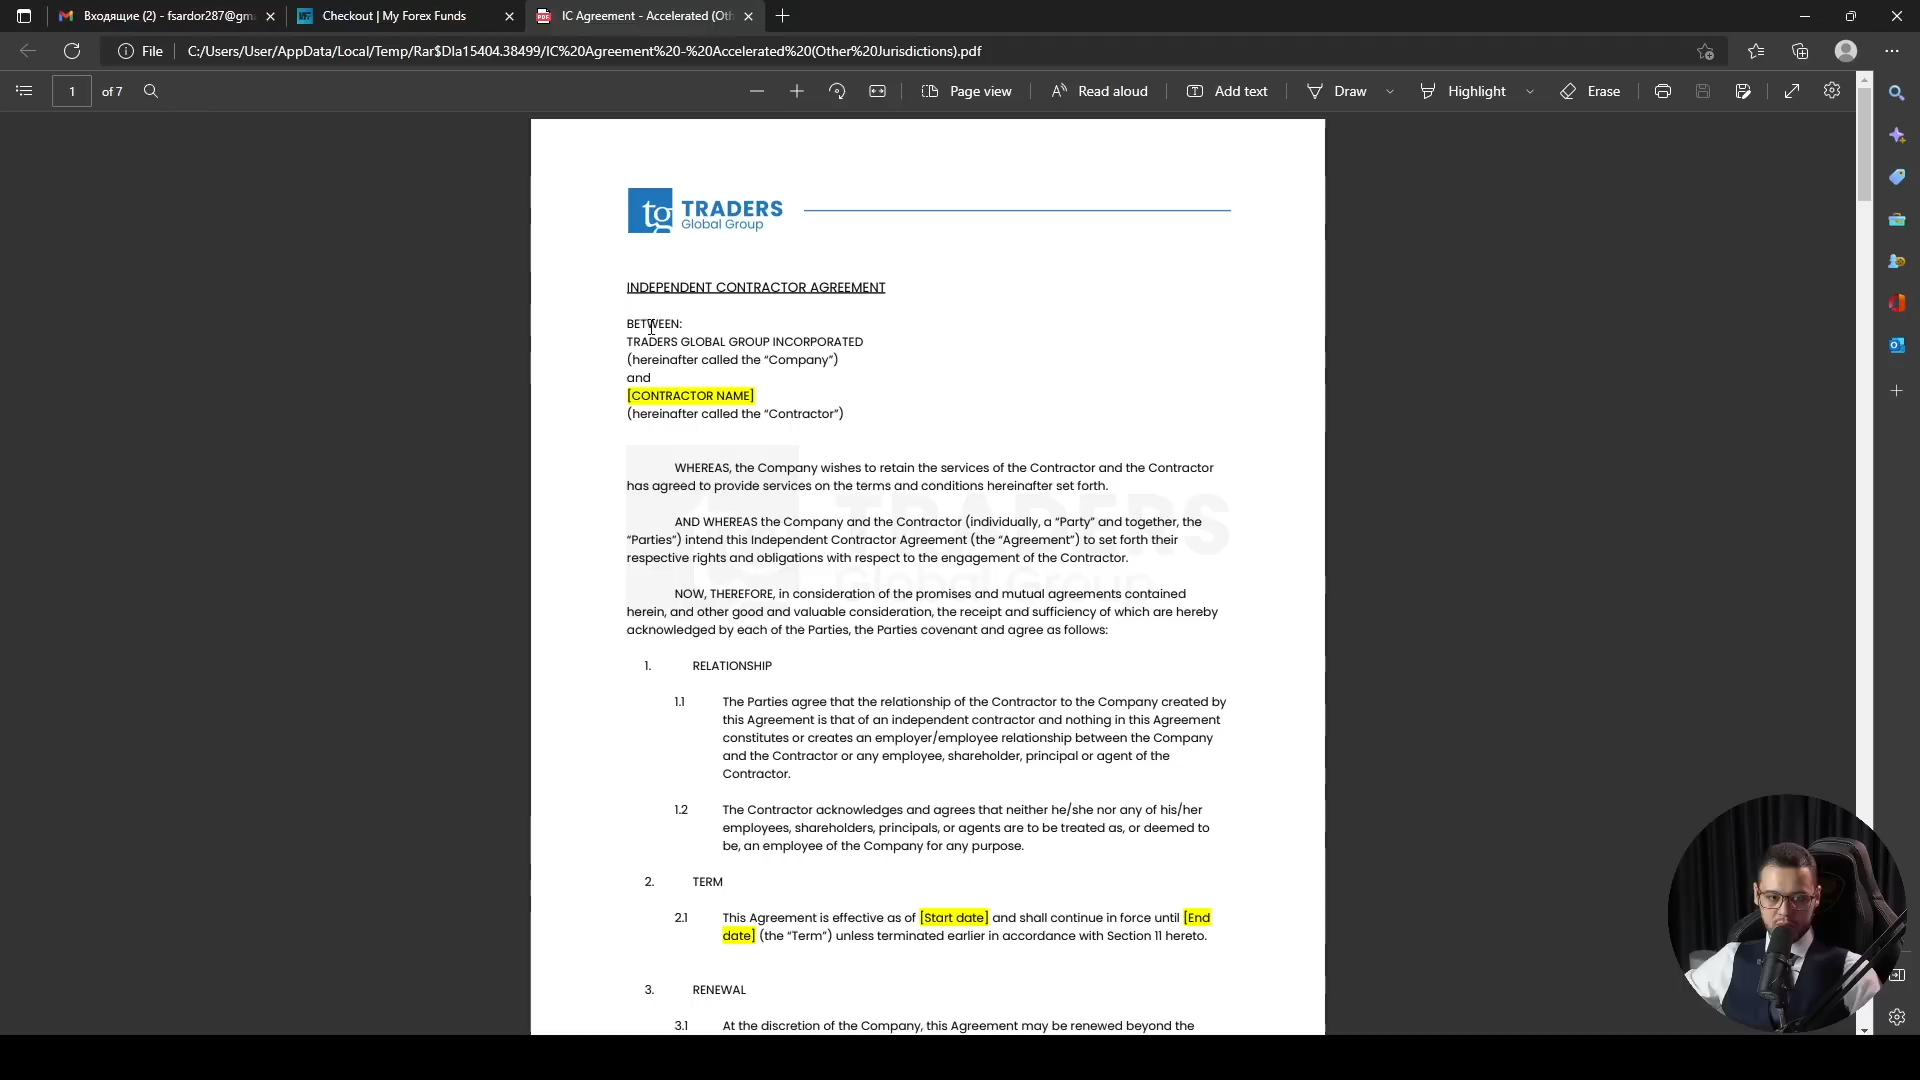 Входящие (2) - fsardor287@gm
Checkout | My Forex Funds
IC Agreement - Accelerated (Oth
File
C:/Users/User/AppData/Local/Temp/Rar$DIa15404.38499/IC%20Agreement%20-%20Accelerated%20(Other%20Jurisdictions).pdf
1 of 7
Page view
Read aloud
Add text
Draw
Highlight
Erase
tg TRADERS
Global Group
INDEPENDENT CONTRACTOR AGREEMENT
BETWEEN:
TRADERS GLOBAL GROUP INCORPORATED
(hereinafter called the “Company”)
and
[CONTRACTOR NAME]
(hereinafter called the “Contractor”)
TRADERS
Global Group
WHEREAS, the Company wishes to retain the services of the Contractor and the Contractor
has agreed to provide services on the terms and conditions hereinafter set forth.
AND WHEREAS the Company and the Contractor (individually, a “Party” and together, the
“Parties”) intend this Independent Contractor Agreement (the “Agreement”) to set forth their
respective rights and obligations with respect to the engagement of the Contractor.
NOW, THEREFORE, in consideration of the promises and mutual agreements contained
herein, and other good and valuable consideration, the receipt and sufficiency of which are hereby
acknowledged by each of the Parties, the Parties covenant and agree as follows:
1. RELATIONSHIP
1.1 The Parties agree that the relationship of the Contractor to the Company created by
this Agreement is that of an independent contractor and nothing in this Agreement
constitutes or creates an employer/employee relationship between the Company
and the Contractor or any employee, shareholder, principal or agent of the
Contractor.
1.2 The Contractor acknowledges and agrees that neither he/she nor any of his/her
employees, shareholders, principals, or agents are to be treated as, or deemed to
be, an employee of the Company for any purpose.
2. TERM
2.1 This Agreement is effective as of [Start date] and shall continue in force until [End
date] (the “Term”) unless terminated earlier in accordance with Section 11 hereto.
3. RENEWAL
3.1 At the discretion of the Company, this Agreement may be renewed beyond the